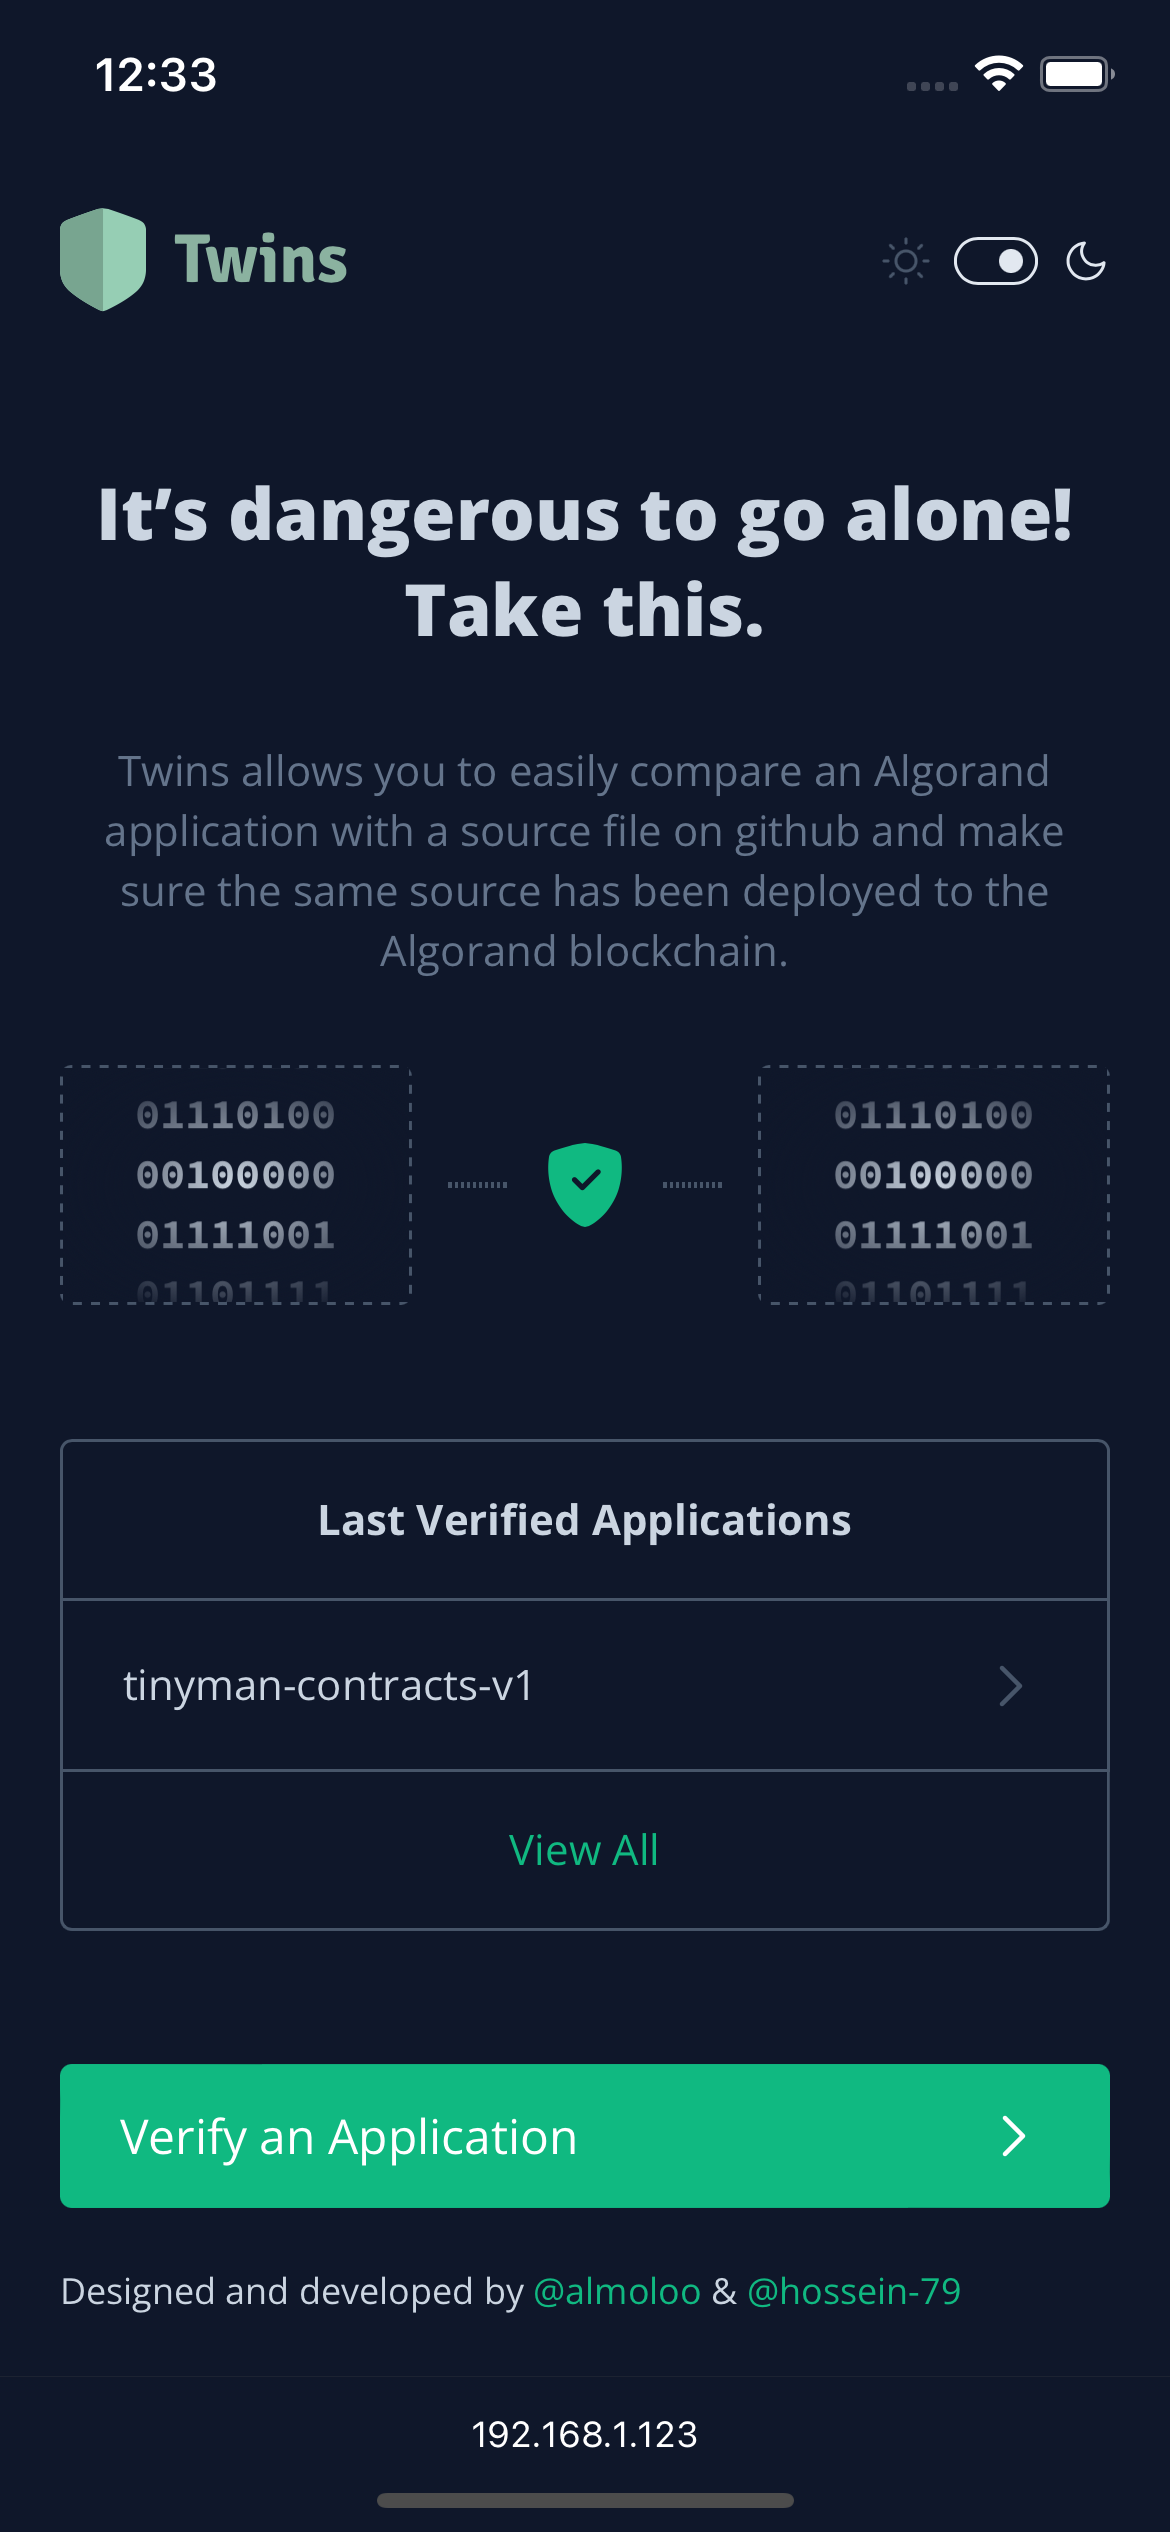 12:33
Twins
It’s dangerous to go alone!
Take this.
Twins allows you to easily compare an Algorand
application with a source file on github and make
sure the same source has been deployed to the
Algorand blockchain.
01110100 01110100
00100000 00100000
01111001 01111001
01101111 01101111
Last Verified Applications
tinyman-contracts-v1
View All
Verify an Application
Designed and developed by @almoloo & @hossein-79
192.168.1.123